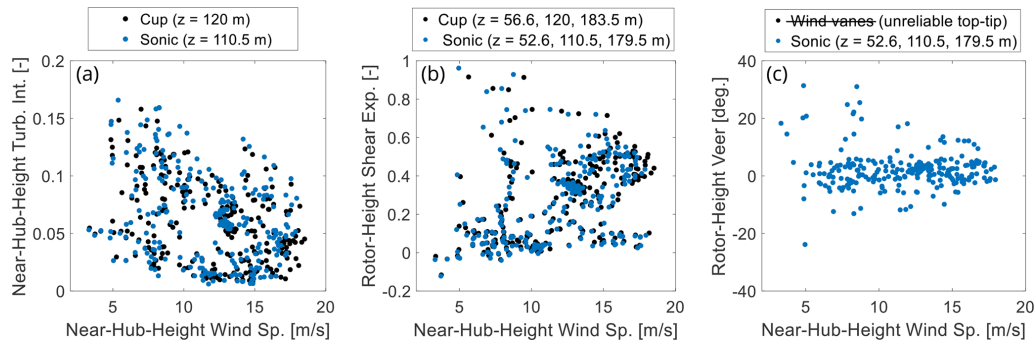 Cup (z = 120 m)
Sonic (z = 110.5 m)
Cup (z = 56.6, 120, 183.5 m)
Sonic (z = 52.6, 110.5, 179.5 m)
Wind vanes (unreliable top-tip)
Sonic (z = 52.6, 110.5, 179.5 m)
(a)
Near-Hub-Height Turb. Int. [-]
0.2
0.15
0.1
0.05
0
5 10 15 20
Near-Hub-Height Wind Sp. [m/s]
(b)
Rotor-Height Shear Exp. [-]
1
0.8
0.6
0.4
0.2
0
-0.2
5 10 15 20
Near-Hub-Height Wind Sp. [m/s]
(c)
Rotor-Height Veer [deg.]
40
20
0
-20
-40
5 10 15 20
Near-Hub-Height Wind Sp. [m/s]